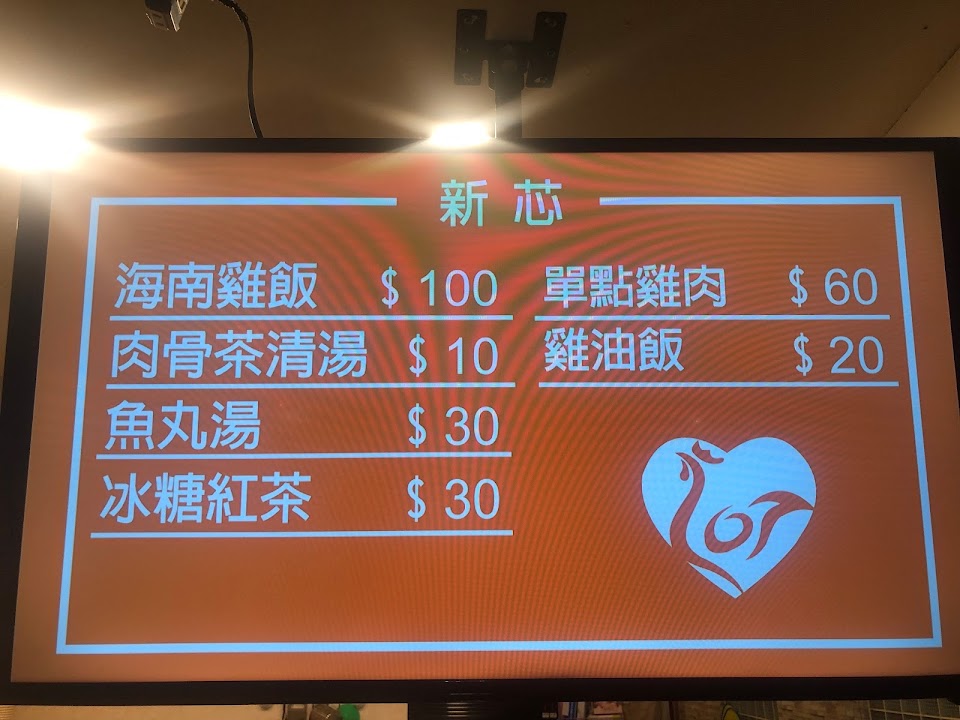 新芯
海南雞飯 $ 100
肉骨茶清湯 $ 10
魚丸湯 $ 30
冰糖紅茶 $ 30
單點雞肉 $ 60
雞油飯 $ 20